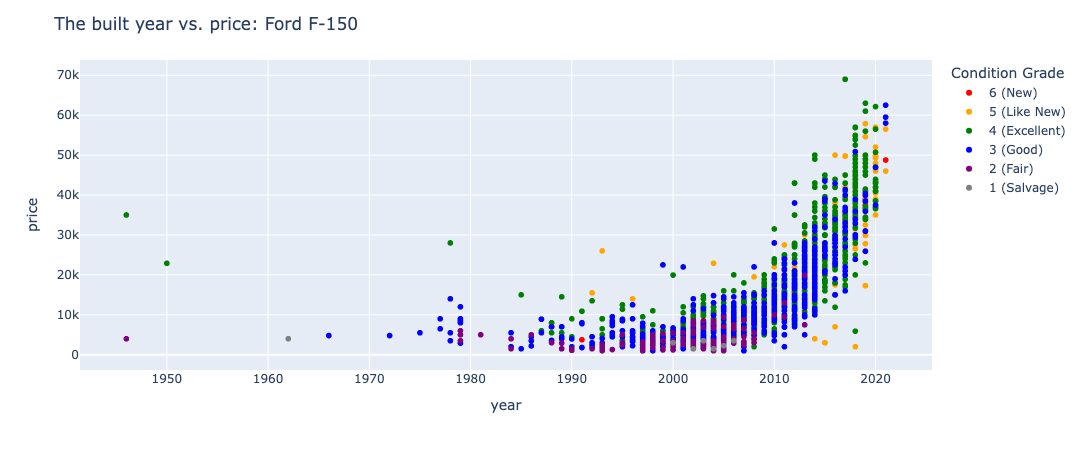 The built year vs. price: Ford F-150
Condition Grade
6 (New)
5 (Like New)
4 (Excellent)
3 (Good)
2 (Fair)
1 (Salvage)
price
70k
60k
50k
40k
30k
20k
10k
0
1950 1960 1970 1980 1990 2000 2010 2020
year